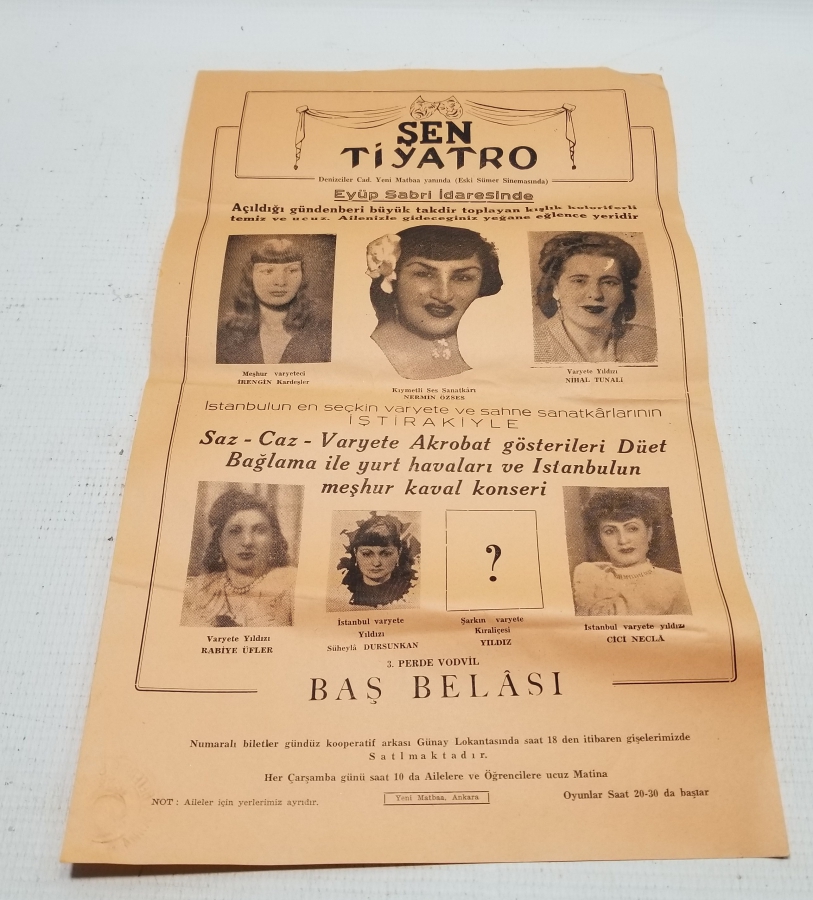 ŞEN
TİYATRO
Denizciler Cad. Yeni Matbaa yanında (Eski Sümer Sinemasında)
Eyüp Sabri İdaresinde
Açıldığı gündenberi büyük takdir toplayan kışlık kaloriferli
temiz ve ucuz. Ailenizle gideceginiz yegane eğlence yeridir
Meşhur varyeteci
İRENGİN Kardeşler
Kıymetli Ses Sanatkârı
NERMİN ÖZSES
Varyete Yıldızı
NİHAL TUNALI
İstanbulun en seçkin varyete ve sahne sanatkârlarının
İŞTİRAKİYLE
Saz - Caz - Varyete Akrobat gösterileri Düet
Bağlama ile yurt havaları ve Istanbulun
meşhur kaval konseri
Varyete Yıldızı
RABİYE ÜFLER
İstanbul varyete
Yıldızı
Süheylâ DURSUNKAN
?
Şarkın varyete
Kıraliçesi
YILDIZ
İstanbul varyete yıldızı
CİCİ NECLÂ
3. PERDE VODVİL
BAŞ BELÂSI
Numaralı biletler gündüz kooperatif arkası Günay Lokantasında saat 18 den itibaren gişelerimizde
Satlmaktadır.
Her Çarşamba günü saat 10 da Ailelere ve Öğrencilere ucuz Matina
NOT : Aileler için yerlerimiz ayrıdır.
Yeni Matbaa, Ankara
Oyunlar Saat 20-30 da başlar